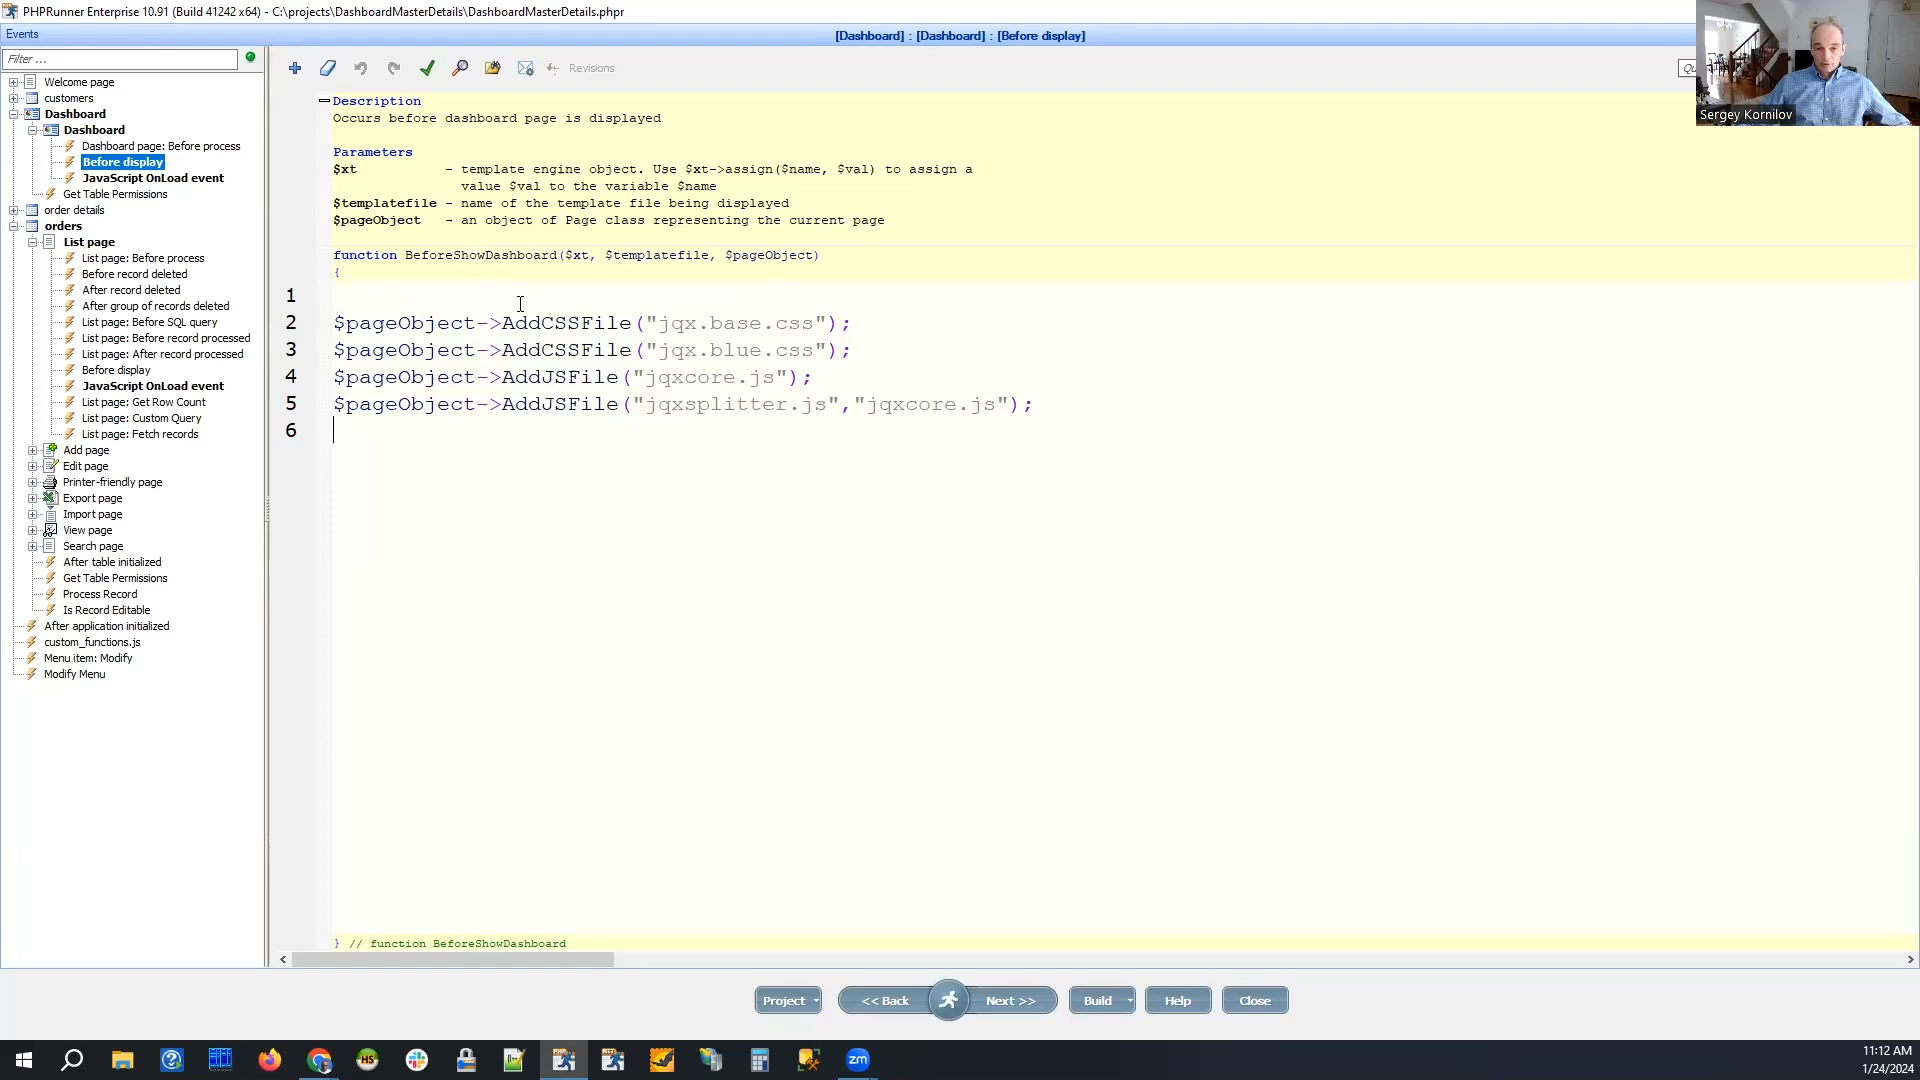 PHPRunner Enterprise 10.91 (Build 41242 x64) - C:\projects\DashboardMasterDetails\DashboardMasterDetails.phpr
Events
[Dashboard] : [Dashboard] : [Before display]
Filter ...
Revisions
Sergey Kornilov
Welcome page
customers
Dashboard
Dashboard
Dashboard page: Before process
Before display
JavaScript OnLoad event
Get Table Permissions
order details
orders
List page
List page: Before process
Before record deleted
After record deleted
After group of records deleted
List page: Before SQL query
List page: Before record processed
List page: After record processed
Before display
JavaScript OnLoad event
List page: Get Row Count
List page: Custom Query
List page: Fetch records
Add page
Edit page
Printer-friendly page
Export page
Import page
View page
Search page
After table initialized
Get Table Permissions
Process Record
Is Record Editable
After application initialized
custom_functions.js
Menu item: Modify
Modify Menu
Description
Occurs before dashboard page is displayed
Parameters
$xt - template engine object. Use $xt->assign($name, $val) to assign a
value $val to the variable $name
$templatefile - name of the template file being displayed
$pageObject - an object of Page class representing the current page
function BeforeShowDashboard($xt, $templatefile, $pageObject)
{
1
2 $pageObject->AddCSSFile("jqx.base.css");
3 $pageObject->AddCSSFile("jqx.blue.css");
4 $pageObject->AddJSFile("jqxcore.js");
5 $pageObject->AddJSFile("jqxsplitter.js","jqxcore.js");
6
} // function BeforeShowDashboard
Project
<< Back
Next >>
Build
Help
Close
HS
zm
11:12 AM
1/24/2024